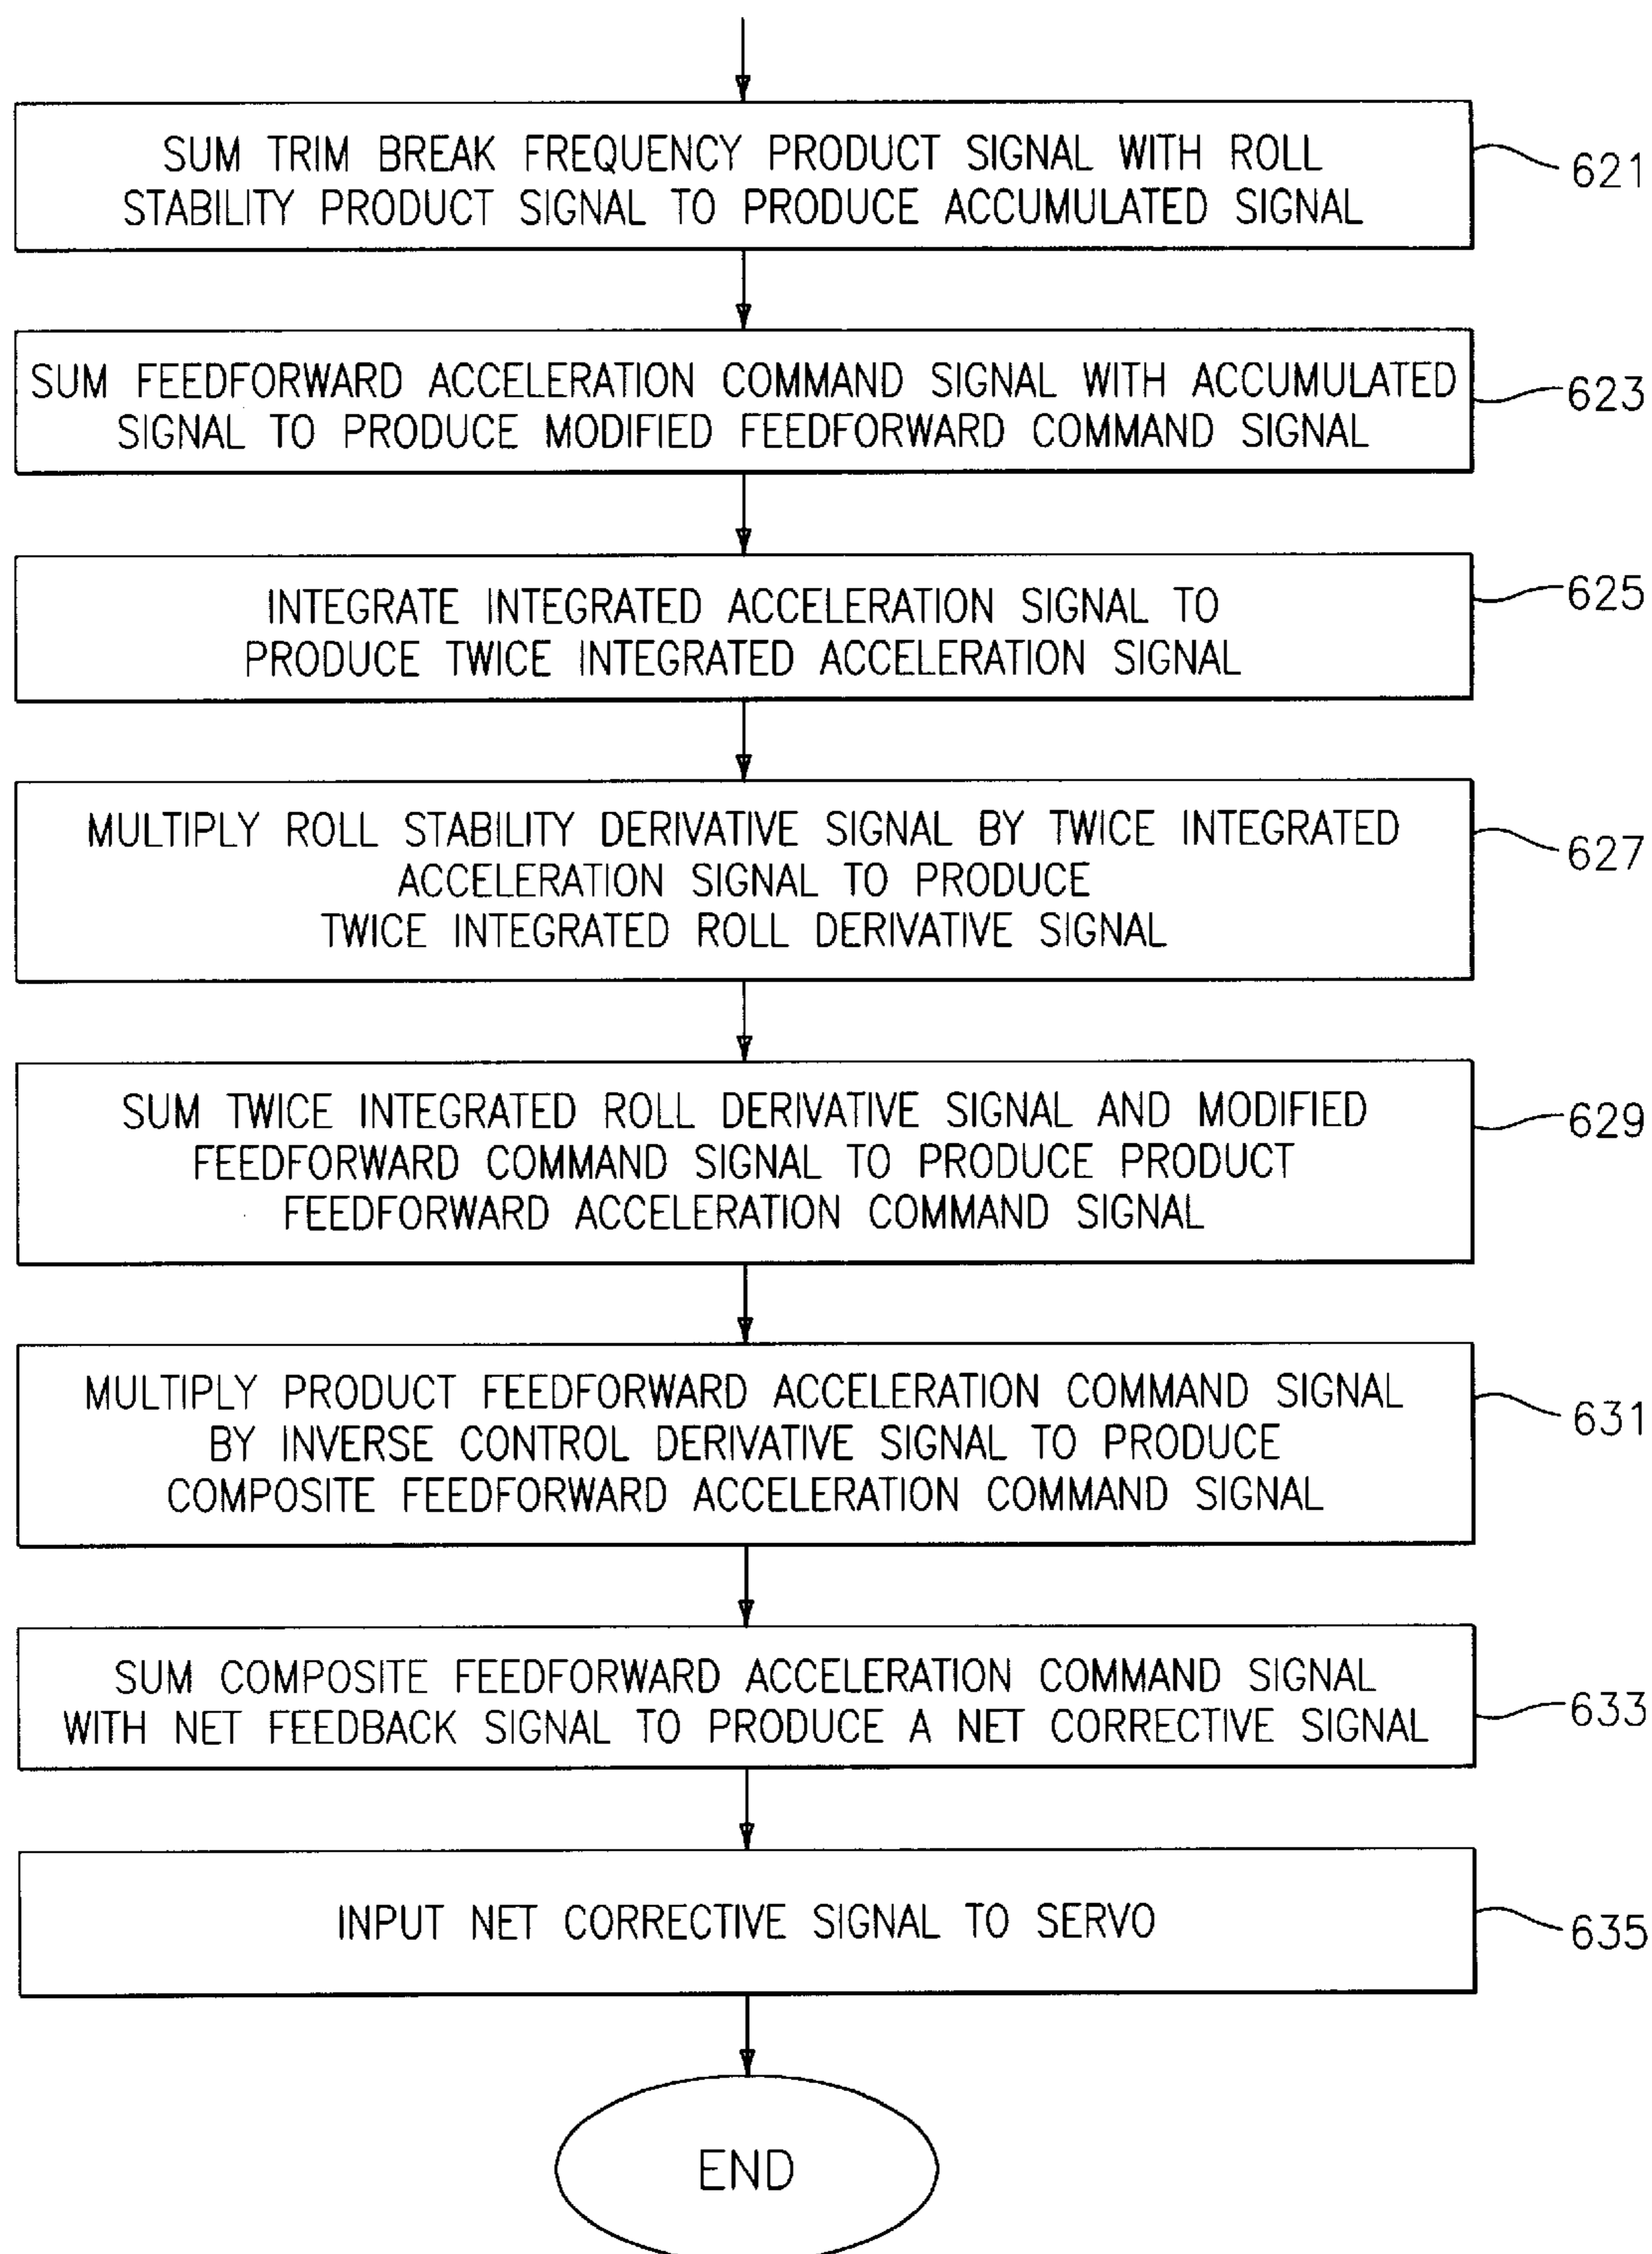 SUM TRIM BREAK FREQUENCY PRODUCT SIGNAL WITH ROLL
STABILITY PRODUCT SIGNAL TO PRODUCE ACCUMULATED SIGNAL
621
SUM FEEDFORWARD ACCELERATION COMMAND SIGNAL WITH ACCUMULATED
SIGNAL TO PRODUCE MODIFIED FEEDFORWARD COMMAND SIGNAL
623
INTEGRATE INTEGRATED ACCELERATION SIGNAL TO
PRODUCE TWICE INTEGRATED ACCELERATION SIGNAL
625
MULTIPLY ROLL STABILITY DERIVATIVE SIGNAL BY TWICE INTEGRATED
ACCELERATION SIGNAL TO PRODUCE
TWICE INTEGRATED ROLL DERIVATIVE SIGNAL
627
SUM TWICE INTEGRATED ROLL DERIVATIVE SIGNAL AND MODIFIED
FEEDFORWARD COMMAND SIGNAL TO PRODUCE PRODUCT
FEEDFORWARD ACCELERATION COMMAND SIGNAL
629
MULTIPLY PRODUCT FEEDFORWARD ACCELERATION COMMAND SIGNAL
BY INVERSE CONTROL DERIVATIVE SIGNAL TO PRODUCE
COMPOSITE FEEDFORWARD ACCELERATION COMMAND SIGNAL
631
SUM COMPOSITE FEEDFORWARD ACCELERATION COMMAND SIGNAL
WITH NET FEEDBACK SIGNAL TO PRODUCE A NET CORRECTIVE SIGNAL
633
INPUT NET CORRECTIVE SIGNAL TO SERVO
635
END